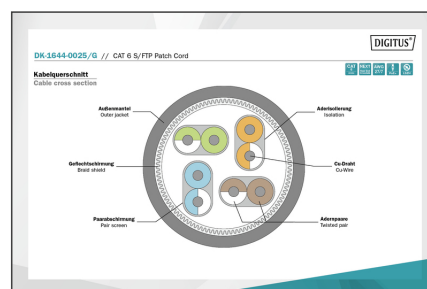 DIGITUS®
DK-1644-0025/G // CAT 6 S/FTP Patch Cord
Kabelquerschnitt
Cable cross section
Außenmantel
Outer jacket
Aderisolierung
Isolation
Geflechtschirmung
Braid shield
Cu-Draht
Cu-Wire
Paarabschirmung
Pair screen
Adernpaare
Twisted pair